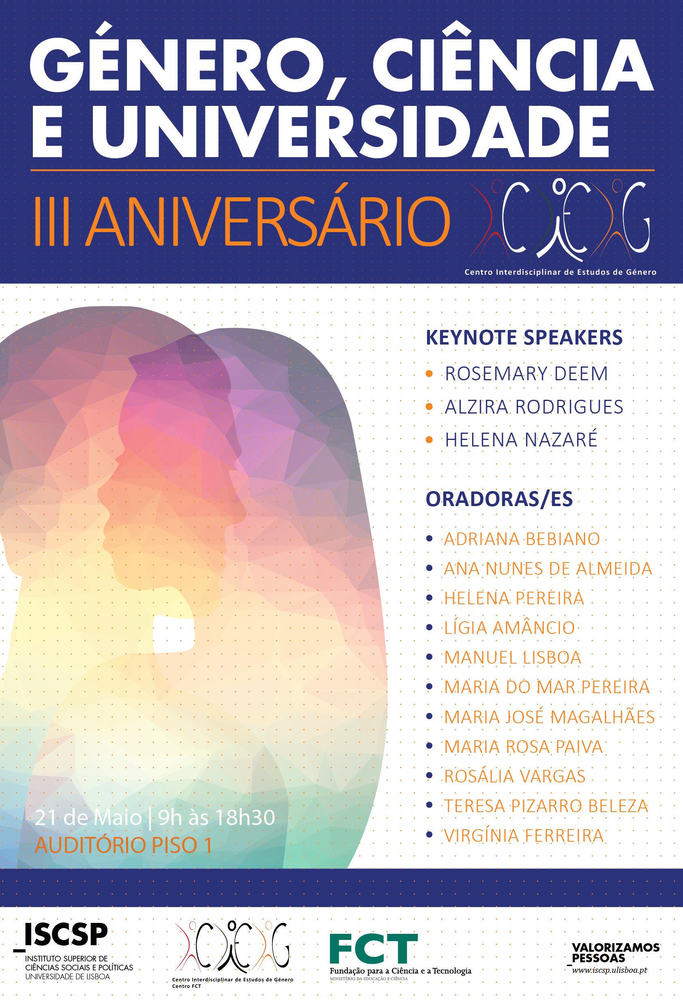 GÉNERO, CIÊNCIA
E UNIVERSIDADE
III ANIVERSÁRIO
CIEG
Centro Interdisciplinar de Estudos de Género
KEYNOTE SPEAKERS
• ROSEMARY DEEM
• ALZIRA RODRIGUES
• HELENA NAZARÉ
ORADORAS/ES
• ADRIANA BEBIANO
• ANA NUNES DE ALMEIDA
• HELENA PEREIRA
• LÍGIA AMÂNCIO
• MANUEL LISBOA
• MARIA DO MAR PEREIRA
• MARIA JOSÉ MAGALHÃES
• MARIA ROSA PAIVA
• ROSÁLIA VARGAS
• TERESA PIZARRO BELEZA
• VIRGÍNIA FERREIRA
21 de Maio | 9h às 18h30
AUDITÓRIO PISO 1
_ISCSP
INSTITUTO SUPERIOR DE
CIÊNCIAS SOCIAIS E POLÍTICAS
UNIVERSIDADE DE LISBOA
CIEG
Centro Interdisciplinar de Estudos de Género
Centro FCT
FCT
Fundação para a Ciência e a Tecnologia
MINISTÉRIO DA EDUCAÇÃO E CIÊNCIA
VALORIZAMOS
_PESSOAS
www.iscsp.ulisboa.pt